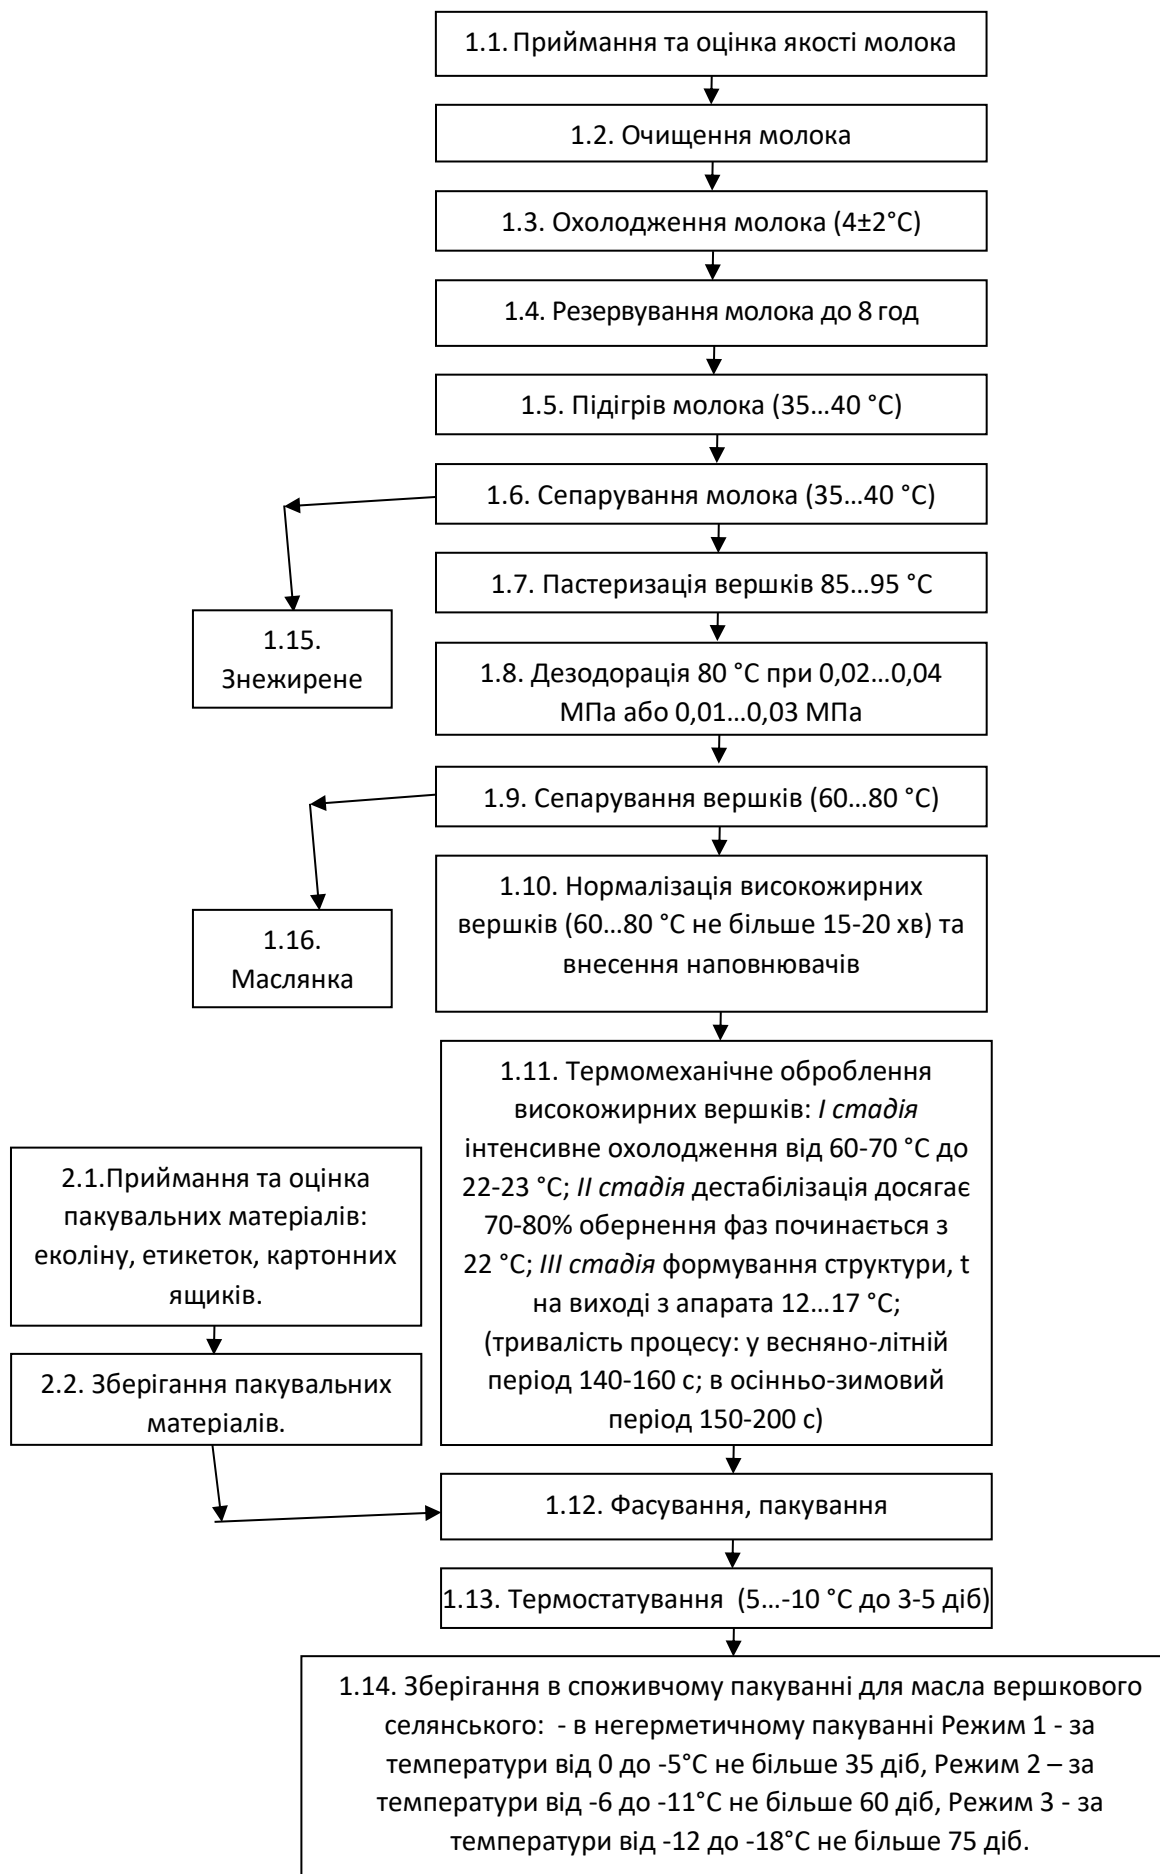 1.1. Приймання та оцінка якості молока
1.2. Очищення молока
1.3. Охолодження молока (4±2°С)
1.4. Резервування молока до 8 год
1.5. Підігрів молока (35…40 °С)
1.6. Сепарування молока (35…40 °С)
1.7. Пастеризація вершків 85…95 °С
1.15.
Знежирене
1.8. Дезодорація 80 °С при 0,02…0,04
МПа або 0,01…0,03 МПа
1.9. Сепарування вершків (60…80 °С)
1.10. Нормалізація високожирних
вершків (60…80 °С не більше 15-20 хв) та
внесення наповнювачів
1.16.
Маслянка
1.11. Термомеханічне оброблення
високожирних вершків: І стадія
інтенсивне охолодження від 60-70 °С до
22-23 °С; ІІ стадія дестабілізація досягає
70-80% обернення фаз починається з
22 °С; ІІІ стадія формування структури, t
на виході з апарата 12…17 °С;
(тривалість процесу: у весняно-літній
період 140-160 с; в осінньо-зимовий
період 150-200 с)
2.1.Приймання та оцінка
пакувальних матеріалів:
еколіну, етикеток, картонних
ящиків.
2.2. Зберігання пакувальних
матеріалів.
1.12. Фасування, пакування
1.13. Термостатування (5…-10 °С до 3-5 діб)
1.14. Зберігання в споживчому пакуванні для масла вершкового
селянського: - в негерметичному пакуванні Режим 1 - за
температури від 0 до -5°С не більше 35 діб, Режим 2 – за
температури від -6 до -11°С не більше 60 діб, Режим 3 - за
температури від -12 до -18°С не більше 75 діб.